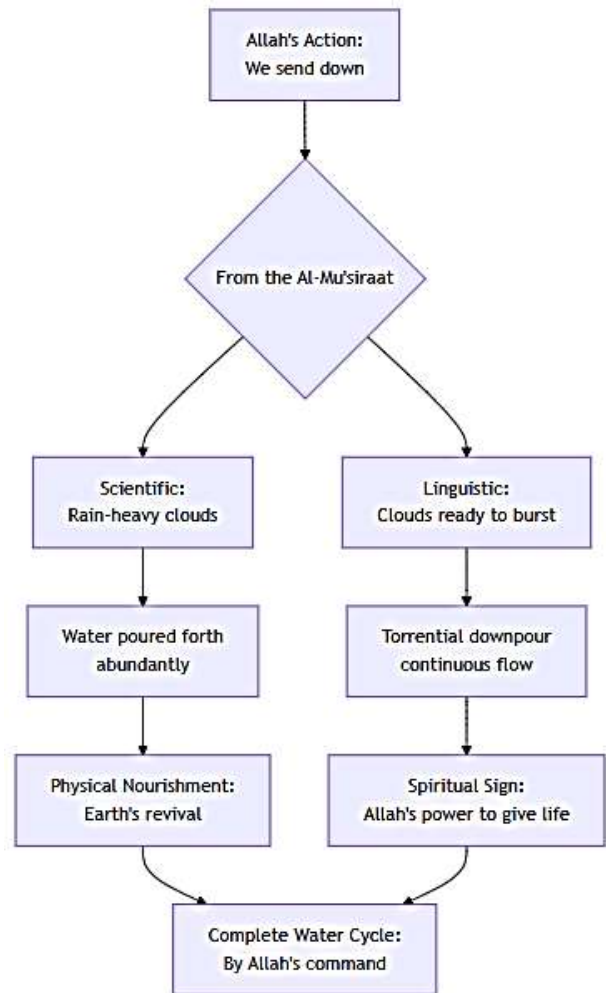 Allah's Action:
We send down
From the Al-Mu'siraat
Scientific:
Rain-heavy clouds
Linguistic:
Clouds ready to burst
Water poured forth
abundantly
Torrential downpour
continuous flow
Physical Nourishment:
Earth's revival
Spiritual Sign:
Allah's power to give life
Complete Water Cycle:
By Allah's command